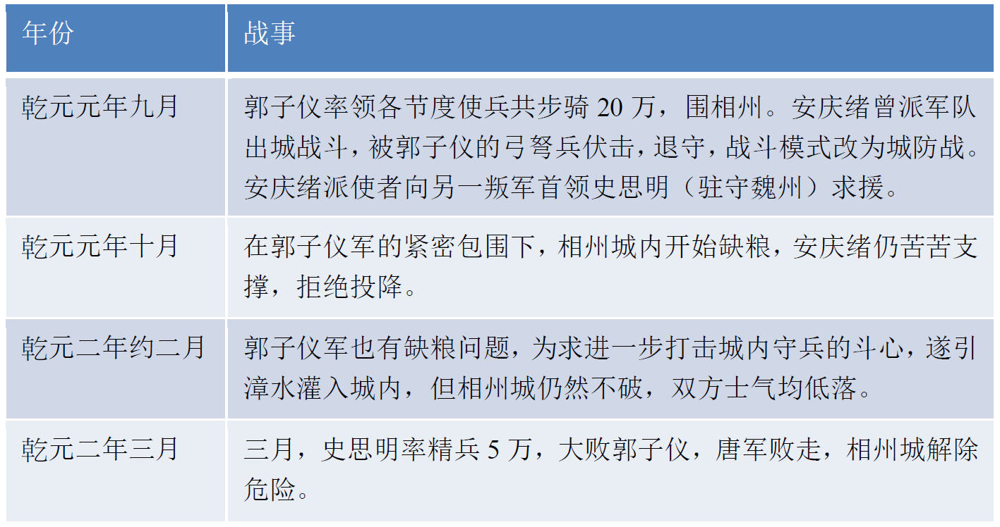 年份 战事
乾元元年九月 郭子仪率领各节度使兵共步骑 20 万，围相州。安庆绪曾派军队
出城战斗，被郭子仪的弓弩兵伏击，退守，战斗模式改为城防战。
安庆绪派使者向另一叛军首领史思明（驻守魏州）求援。
乾元元年十月 在郭子仪军的紧密包围下，相州城内开始缺粮，安庆绪仍苦苦支
撑，拒绝投降。
乾元二年约二月 郭子仪军也有缺粮问题，为求进一步打击城内守兵的斗心，遂引
漳水灌入城内，但相州城仍然不破，双方士气均低落。
乾元二年三月 三月，史思明率精兵 5 万，大败郭子仪，唐军败走，相州城解除
危险。